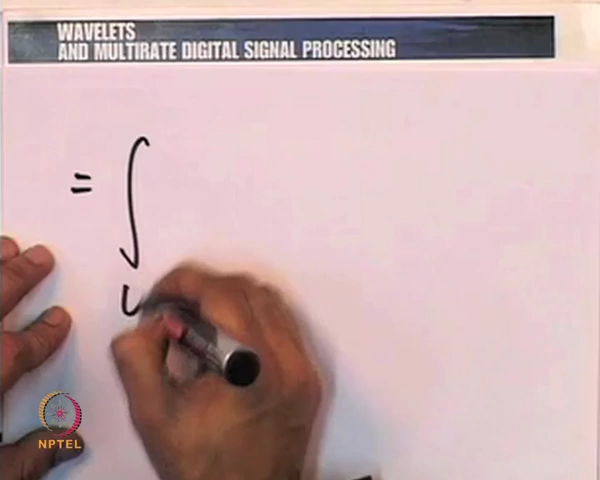 WAVELETS
AND MULTIRATE DIGITAL SIGNAL PROCESSING
= ∫
NPTEL